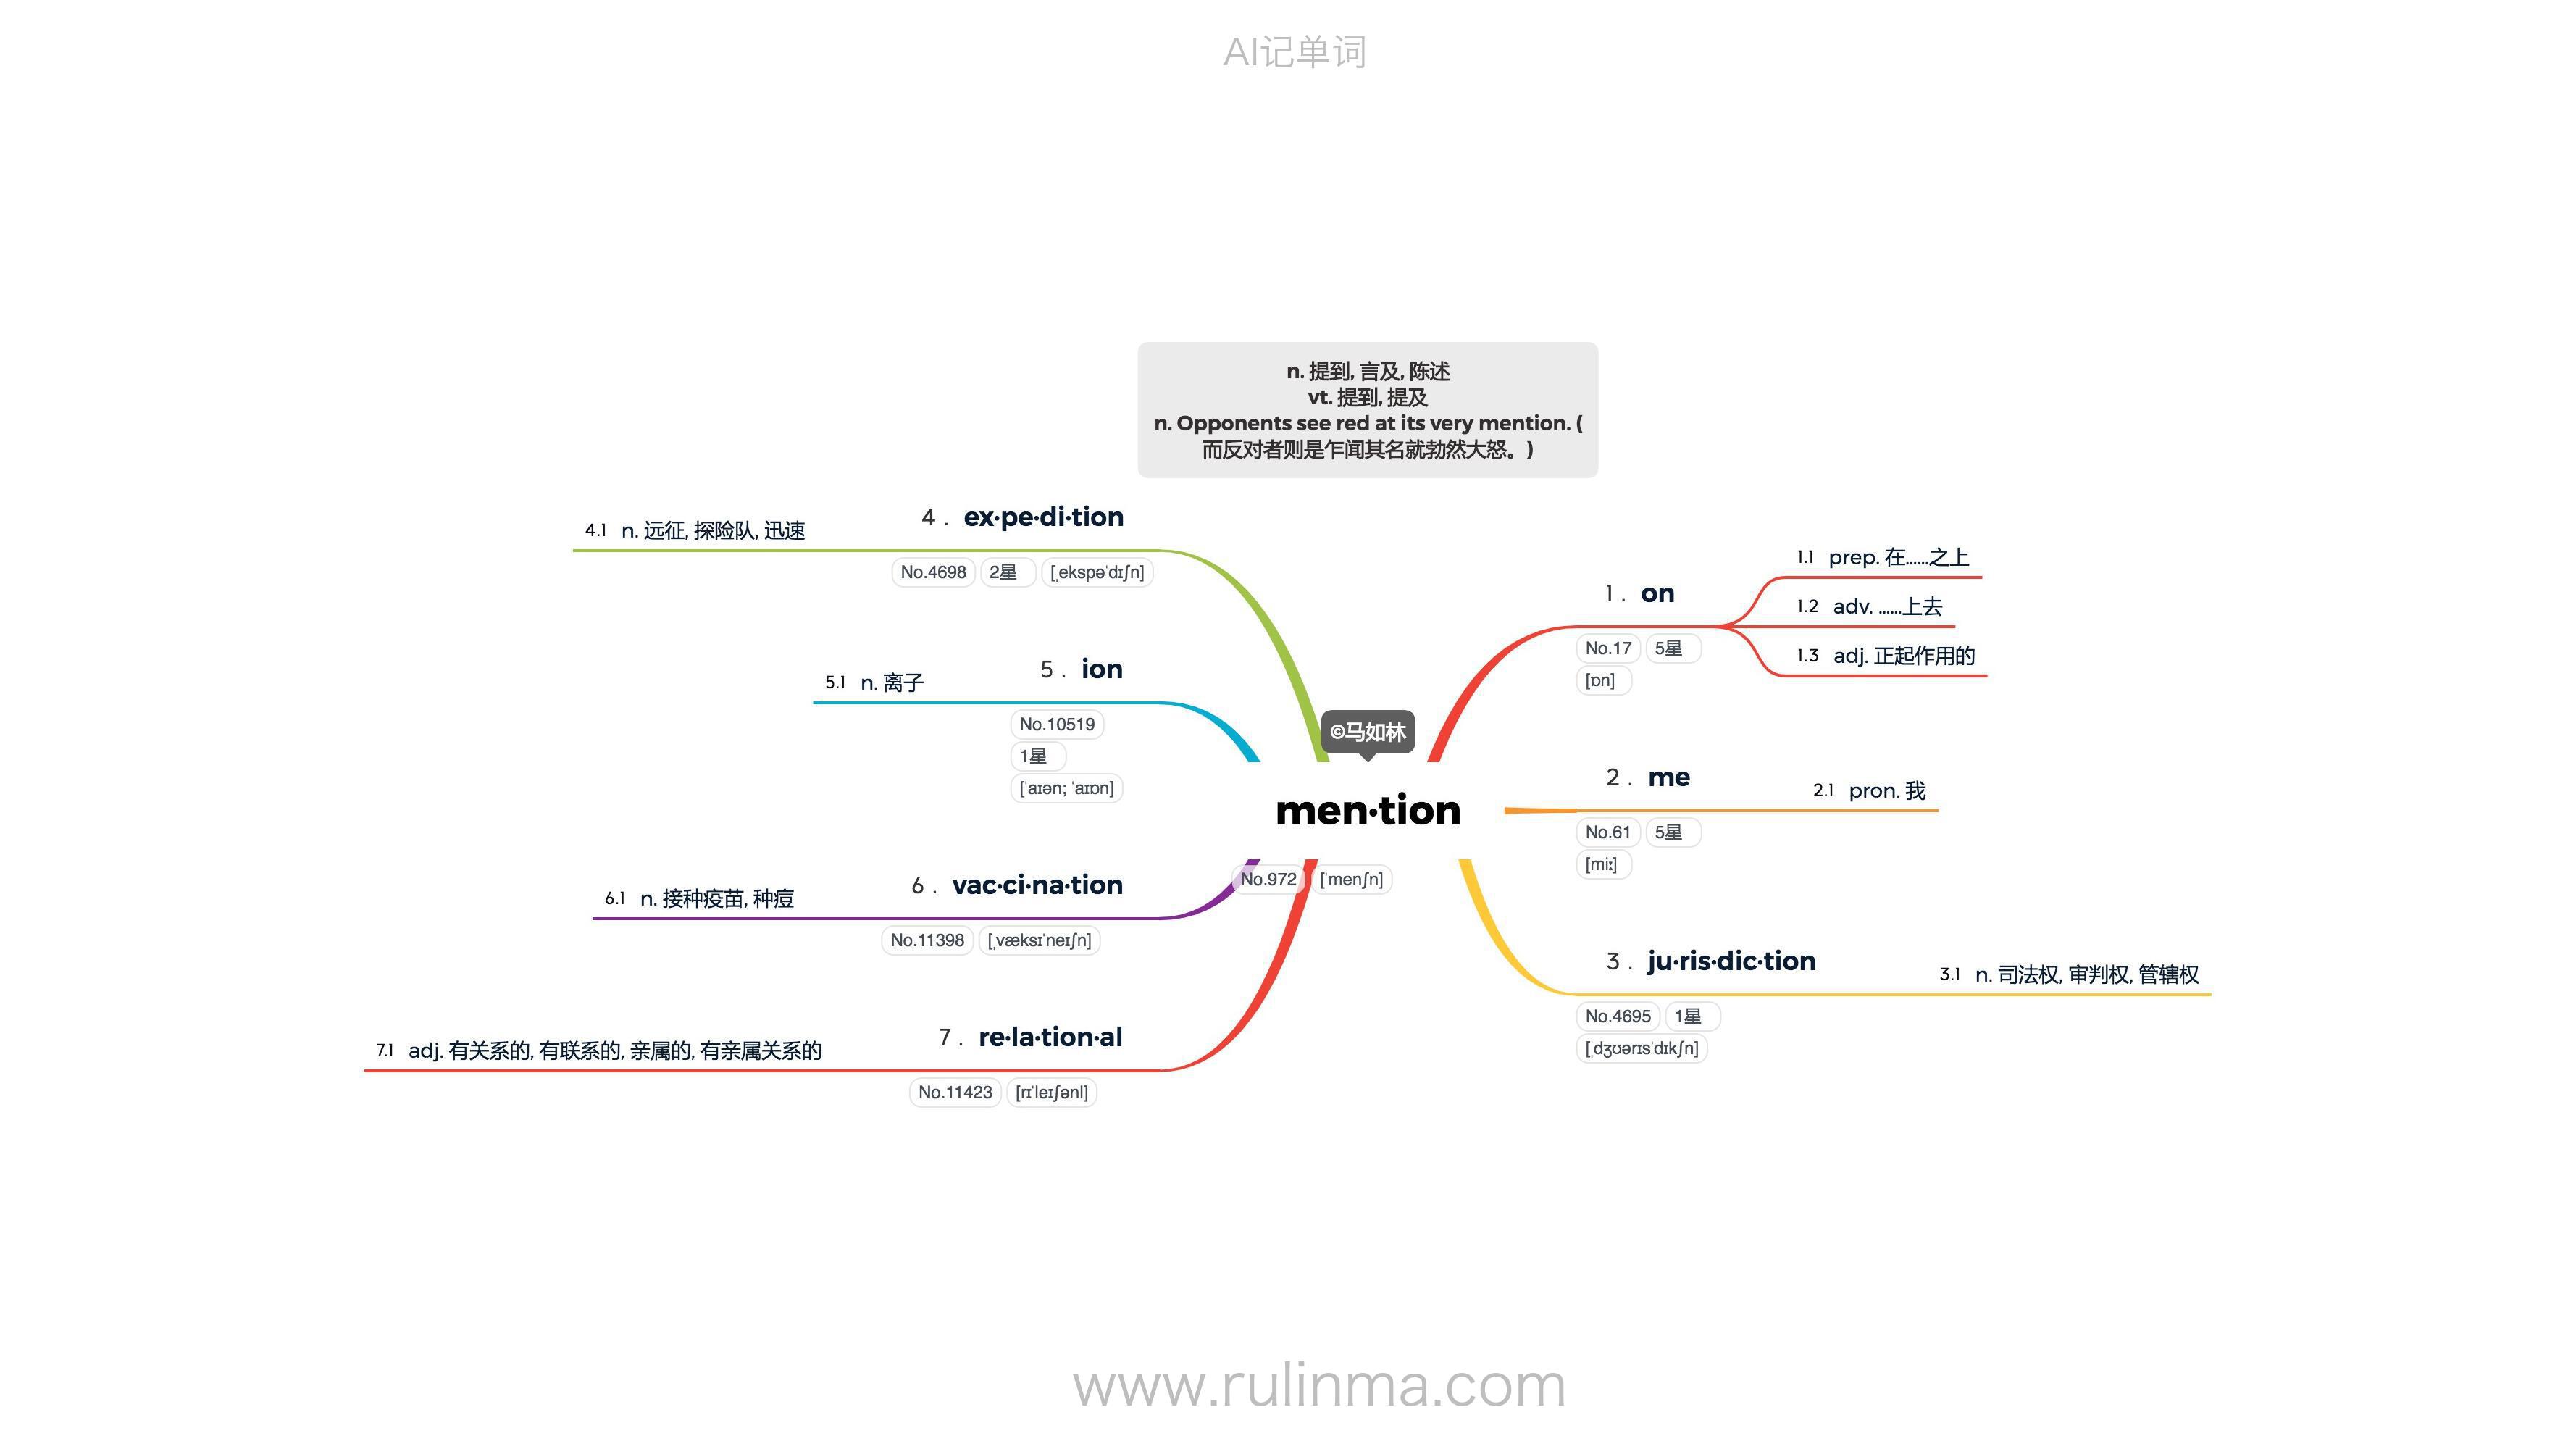 AI记单词
n. 提到, 言及, 陈述
vt. 提到, 提及
n. Opponents see red at its very mention. (
而反对者则是乍闻其名就勃然大怒。)
©马如林
men·tion
No.972 [ˈmenʃn]
1 . on
No.17 5星
[ɒn]
1.1 prep. 在……之上
1.2 adv. ……上去
1.3 adj. 正起作用的
2 . me
No.61 5星
[miː]
2.1 pron. 我
3 . ju·ris·dic·tion
No.4695 1星
[ˌdʒʊərɪsˈdɪkʃn]
3.1 n. 司法权, 审判权, 管辖权
4 . ex·pe·di·tion
No.4698 2星 [ˌekspəˈdɪʃn]
4.1 n. 远征, 探险队, 迅速
5 . ion
No.10519
1星
[ˈaɪən; ˈaɪɒn]
5.1 n. 离子
6 . vac·ci·na·tion
No.11398 [ˌvæksɪˈneɪʃn]
6.1 n. 接种疫苗, 种痘
7 . re·la·tion·al
No.11423 [rɪˈleɪʃənl]
7.1 adj. 有关系的, 有联系的, 亲属的, 有亲属关系的
www.rulinma.com